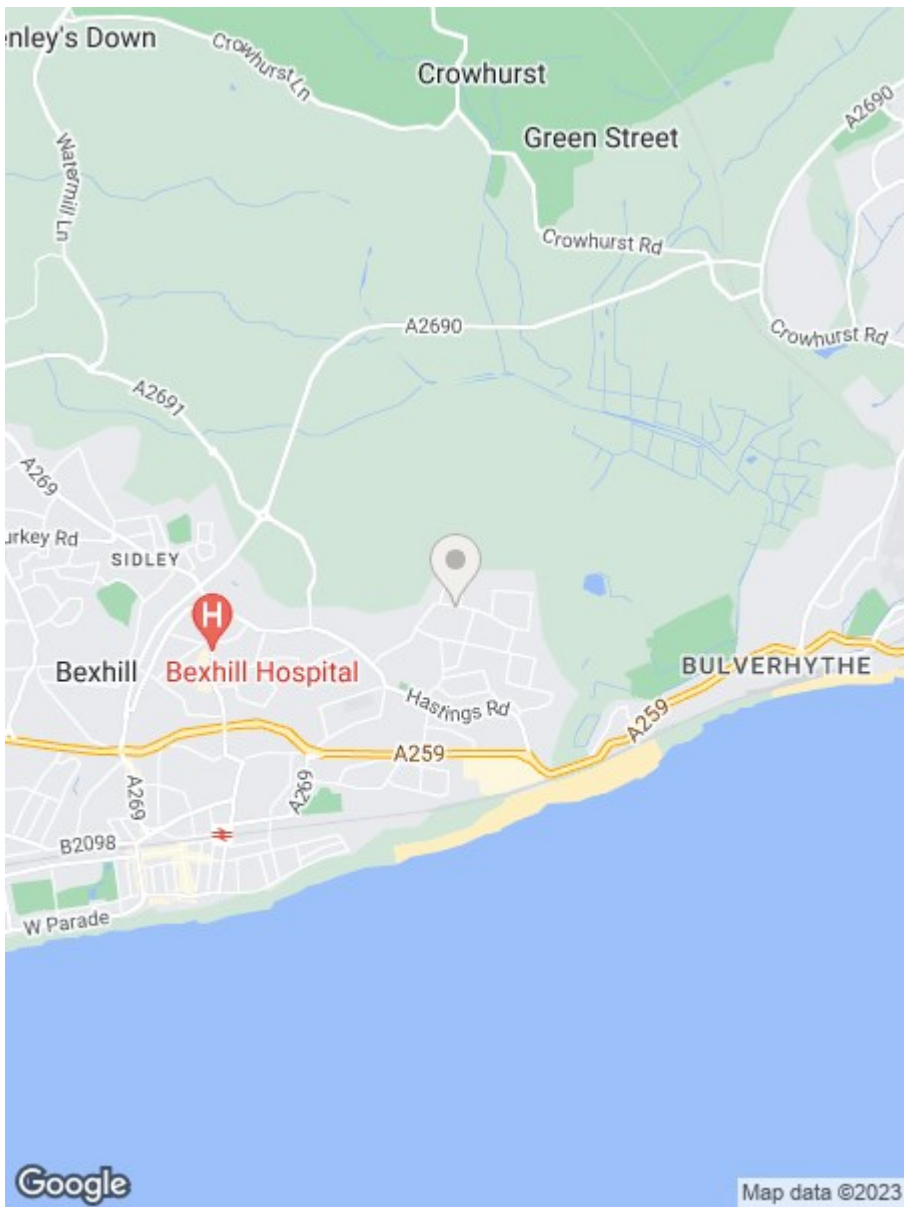 enley's Down
Crowhurst Ln
Crowhurst
Green Street
A2690
Watermill Ln
Crowhurst Rd
A2690
Crowhurst Rd
A2691
A269
urkey Rd
SIDLEY
H
Bexhill
Bexhill Hospital
BULVERHYTHE
Hastings Rd
A259
A259
A269
A269
B2098
W Parade
Google
Map data ©2023